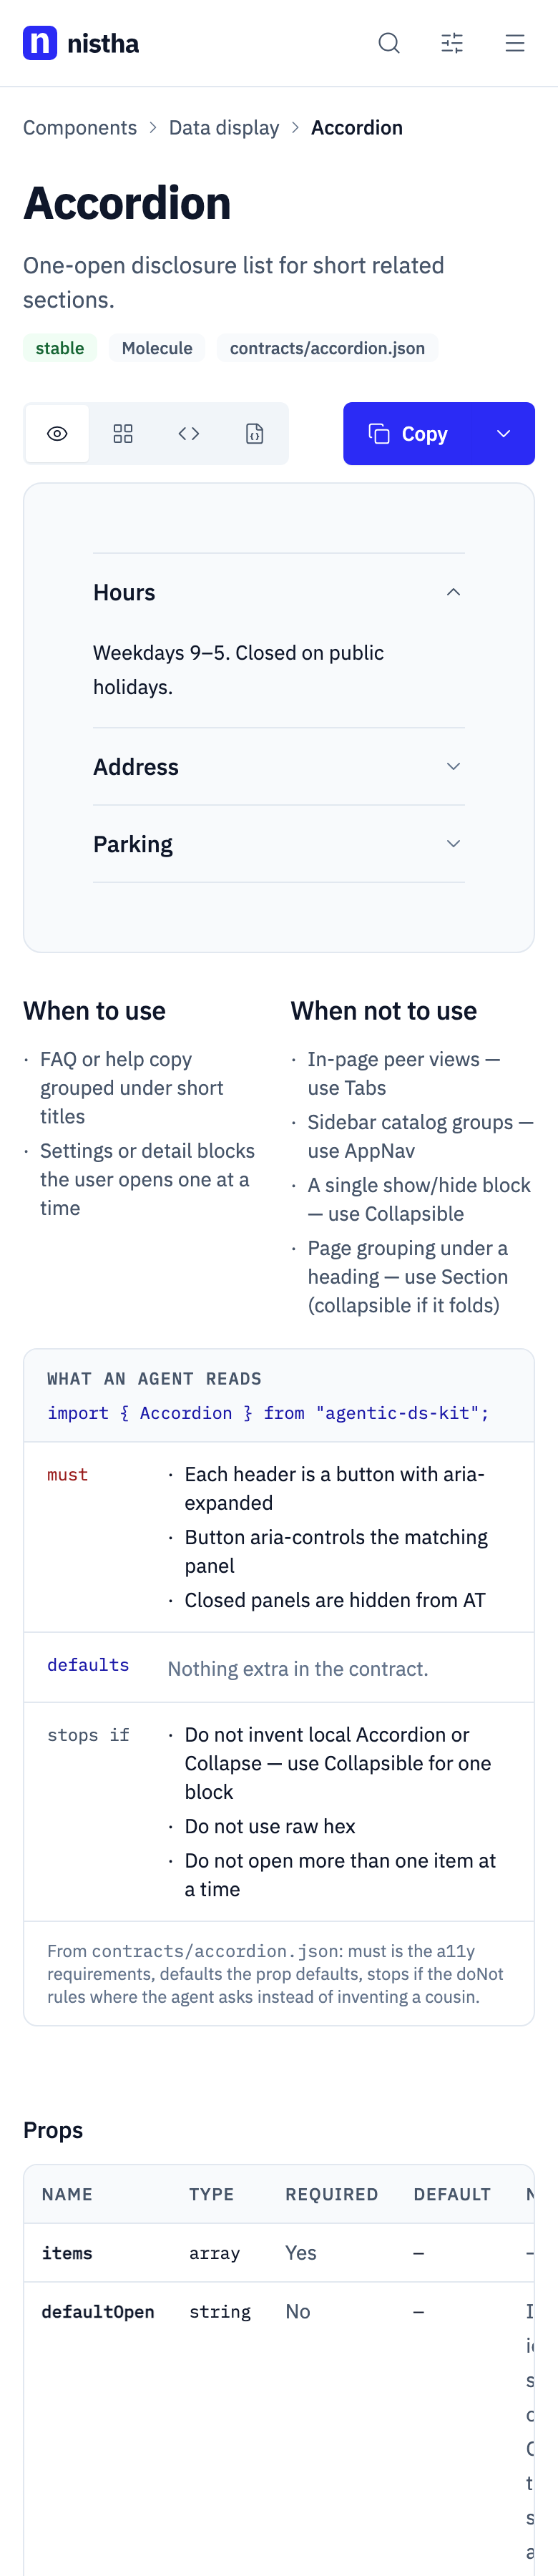 n nistha
Components > Data display > Accordion
Accordion
One-open disclosure list for short related
sections.
stable Molecule contracts/accordion.json
Copy
Hours
Weekdays 9–5. Closed on public
holidays.
Address
Parking
When to use
· FAQ or help copy
grouped under short
titles
· Settings or detail blocks
the user opens one at a
time
When not to use
· In-page peer views —
use Tabs
· Sidebar catalog groups —
use AppNav
· A single show/hide block
— use Collapsible
· Page grouping under a
heading — use Section
(collapsible if it folds)
WHAT AN AGENT READS
import { Accordion } from "agentic-ds-kit";
must
· Each header is a button with aria-
expanded
· Button aria-controls the matching
panel
· Closed panels are hidden from AT
defaults Nothing extra in the contract.
stops if
· Do not invent local Accordion or
Collapse — use Collapsible for one
block
· Do not use raw hex
· Do not open more than one item at
a time
From contracts/accordion.json: must is the a11y
requirements, defaults the prop defaults, stops if the doNot
rules where the agent asks instead of inventing a cousin.
Props
NAME TYPE REQUIRED DEFAULT
items array Yes –
defaultOpen string No –